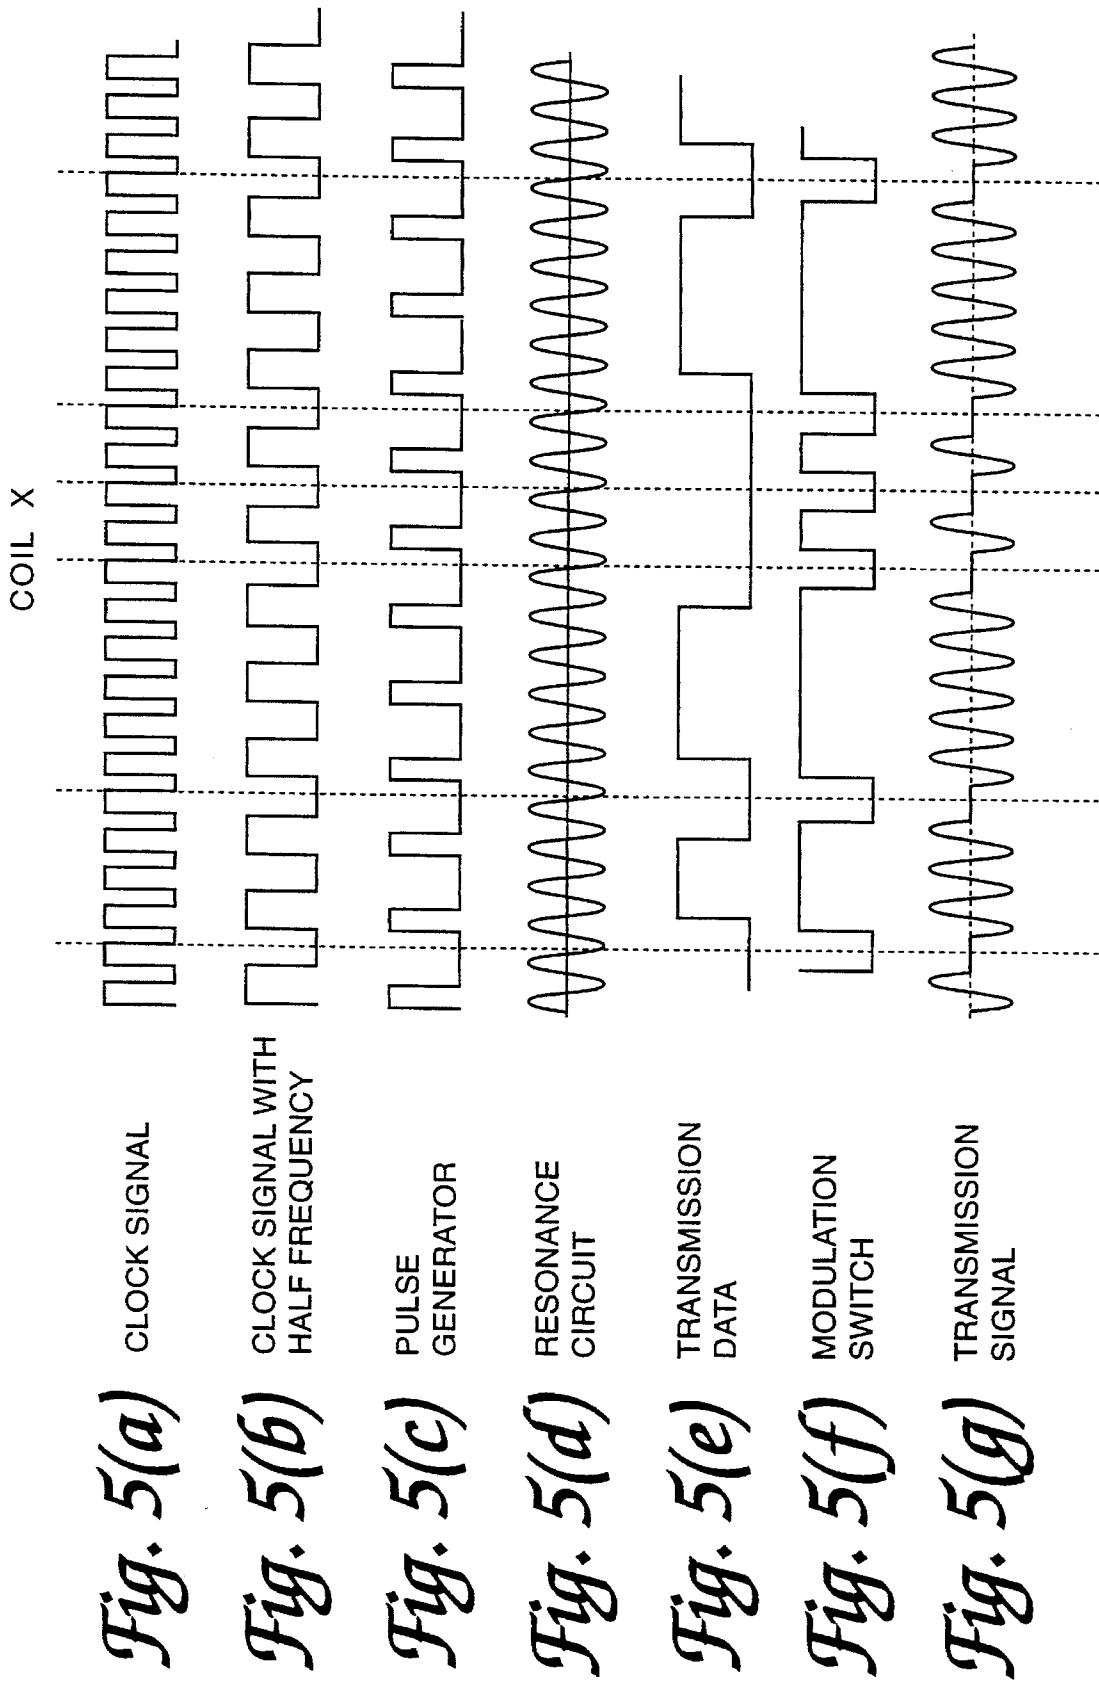 COIL X
Fig. 5(a) CLOCK SIGNAL
Fig. 5(b) CLOCK SIGNAL WITH
HALF FREQUENCY
Fig. 5(c) PULSE
GENERATOR
Fig. 5(d) RESONANCE
CIRCUIT
Fig. 5(e) TRANSMISSION
DATA
Fig. 5(f) MODULATION
SWITCH
Fig. 5(g) TRANSMISSION
SIGNAL